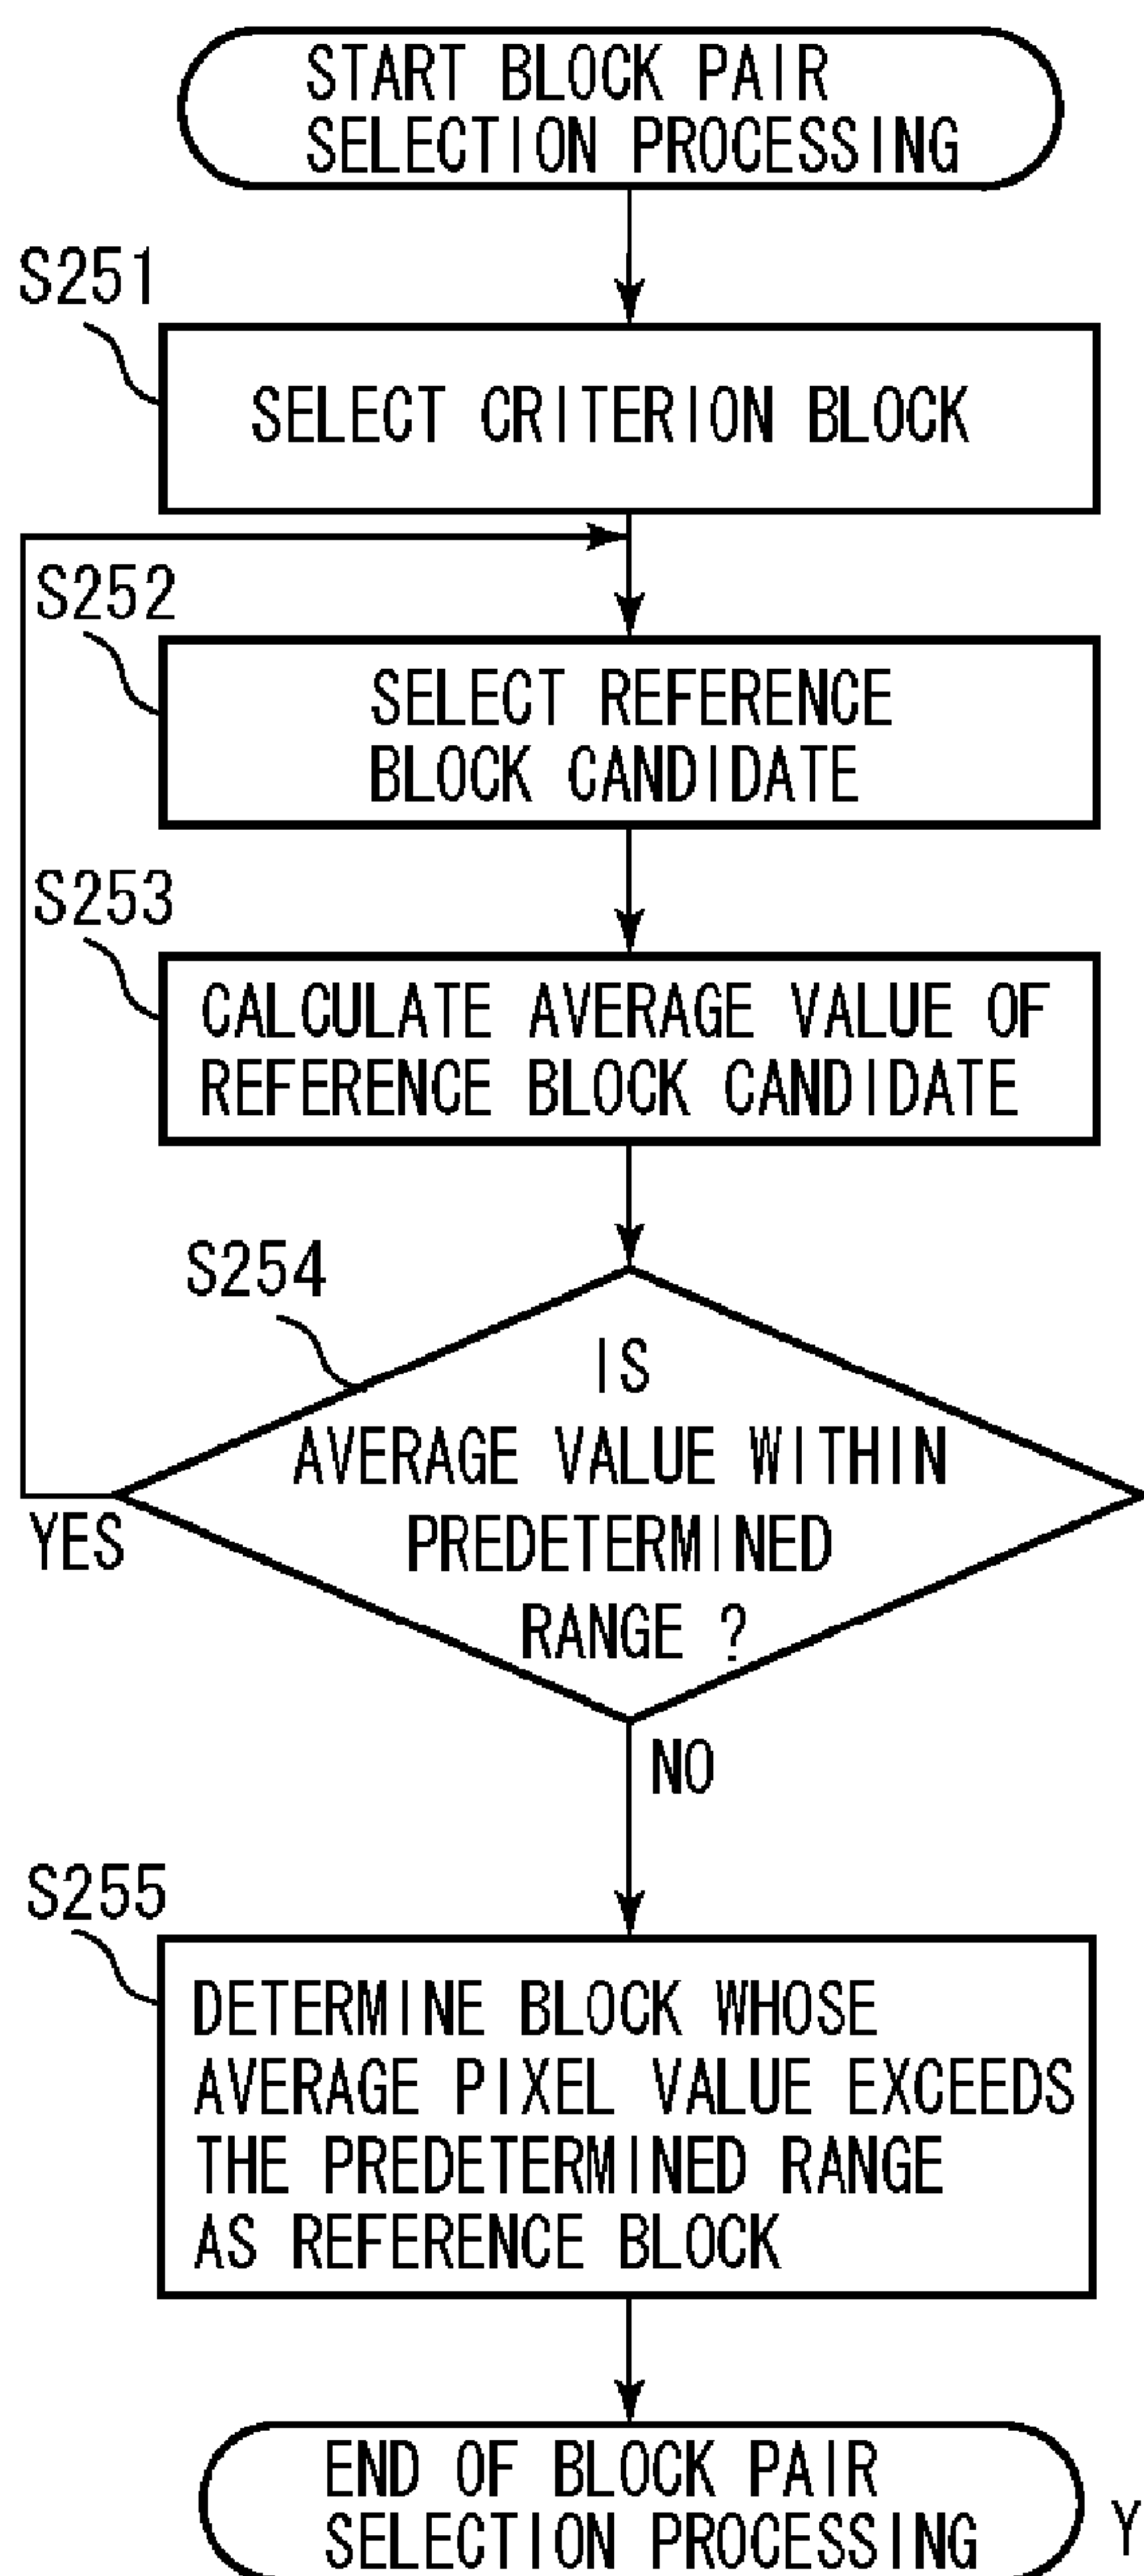 START BLOCK PAIR
SELECTION PROCESSING
S251
SELECT CRITERION BLOCK
S252
SELECT REFERENCE
BLOCK CANDIDATE
S253
CALCULATE AVERAGE VALUE OF
REFERENCE BLOCK CANDIDATE
S254
IS
AVERAGE VALUE WITHIN
PREDETERMINED
RANGE ?
YES
NO
S255
DETERMINE BLOCK WHOSE
AVERAGE PIXEL VALUE EXCEEDS
THE PREDETERMINED RANGE
AS REFERENCE BLOCK
END OF BLOCK PAIR
SELECTION PROCESSING
Y